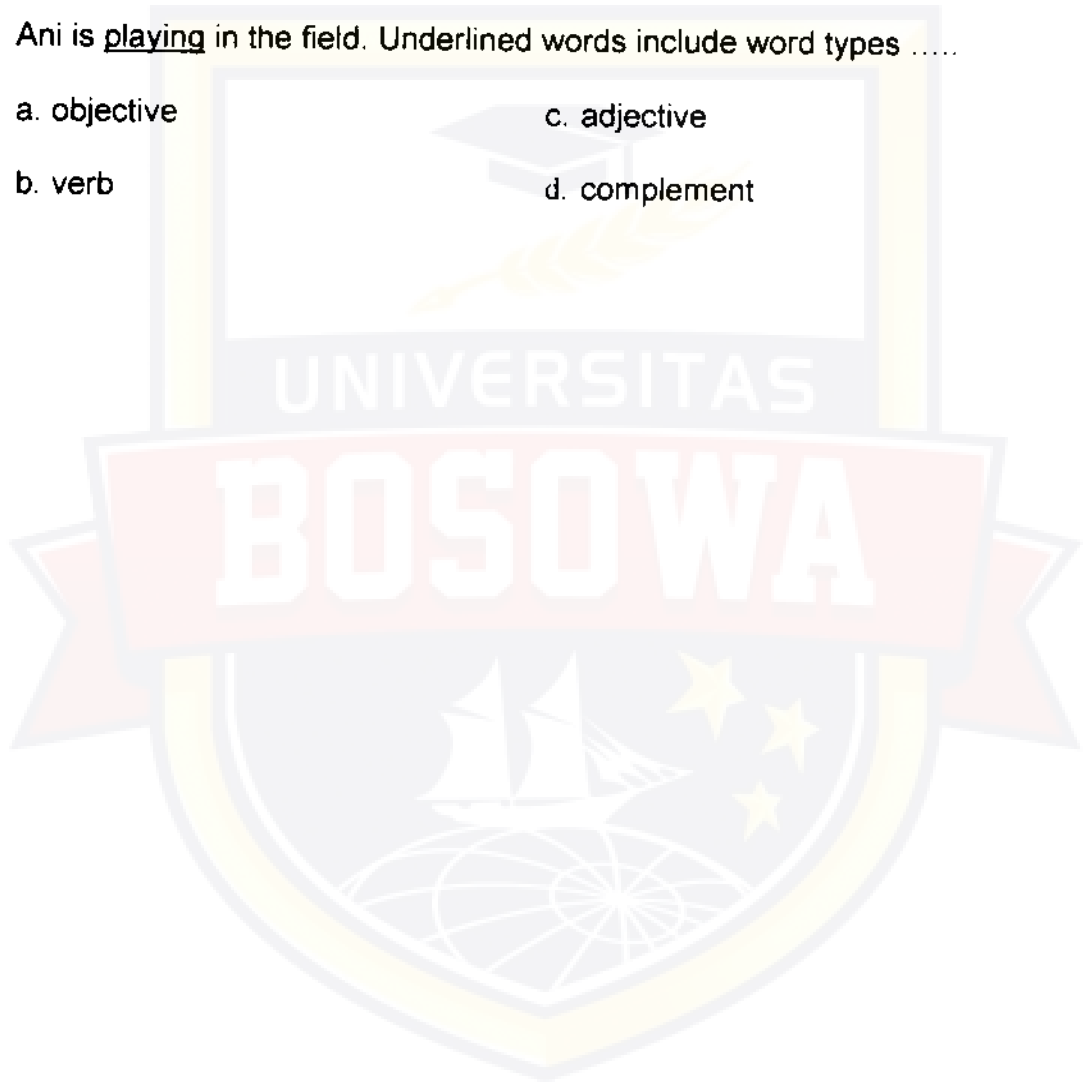 Ani is playing in the field. Underlined words include word types .....
a. objective
c. adjective
b. verb
d. complement
UNIVERSITAS
BOSOWA